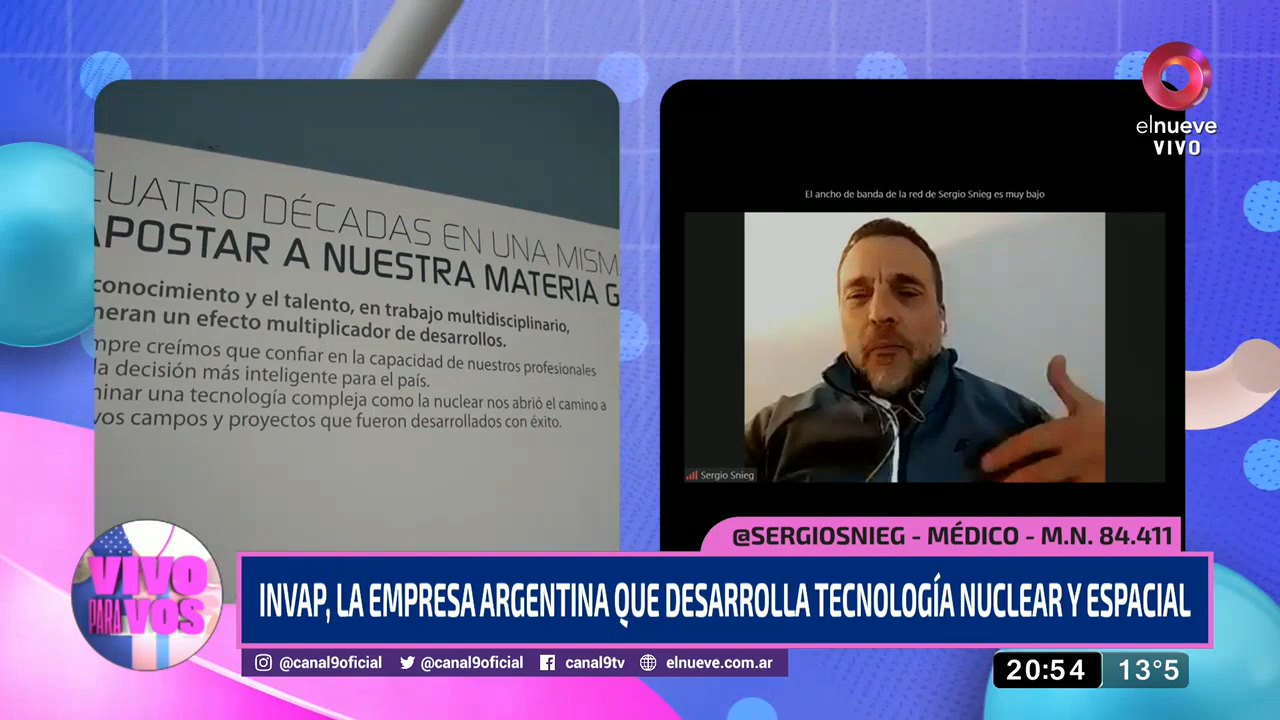 elnueve
VIVO
CUATRO DÉCADAS EN UNA MISM
APOSTAR A NUESTRA MATERIA G
conocimiento y el talento, en trabajo multidisciplinario,
neran un efecto multiplicador de desarrollos.
mpre creímos que confiar en la capacidad de nuestros profesionales
la decisión más inteligente para el país.
inar una tecnología compleja como la nuclear nos abrió el camino a
vos campos y proyectos que fueron desarrollados con éxito.
El ancho de banda de la red de Sergio Snieg es muy bajo
Sergio Snieg
@SERGIOSNIEG - MÉDICO - M.N. 84.411
VIVO
PARA VOS
INVAP, LA EMPRESA ARGENTINA QUE DESARROLLA TECNOLOGÍA NUCLEAR Y ESPACIAL
@canal9oficial @canal9oficial canal9tv elnueve.com.ar
20:54 13°5